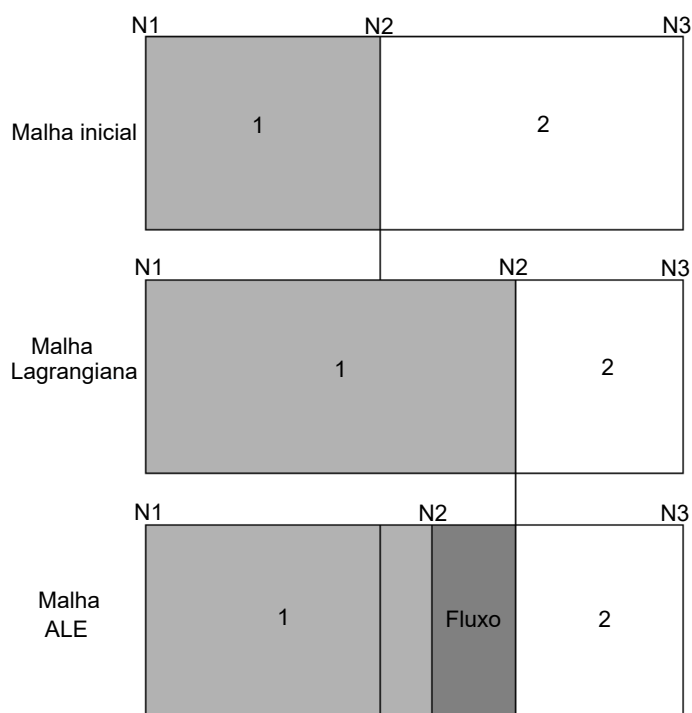 N1 N2 N3
Malha inicial
1
2
N1 N2 N3
Malha
Lagrangiana
1
2
N1 N2 N3
Malha
ALE
1
Fluxo
2